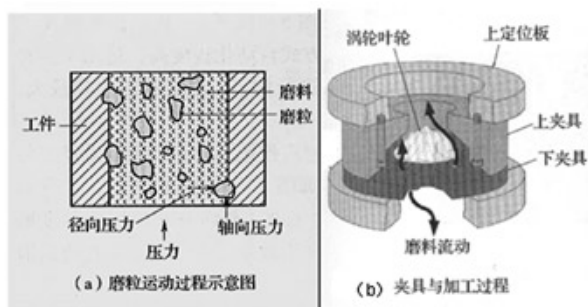 工件
磨料
磨粒
径向压力
轴向压力
压力
(a) 磨粒运动过程示意图
涡轮叶轮
上定位板
上夹具
下夹具
磨料流动
(b) 夹具与加工过程